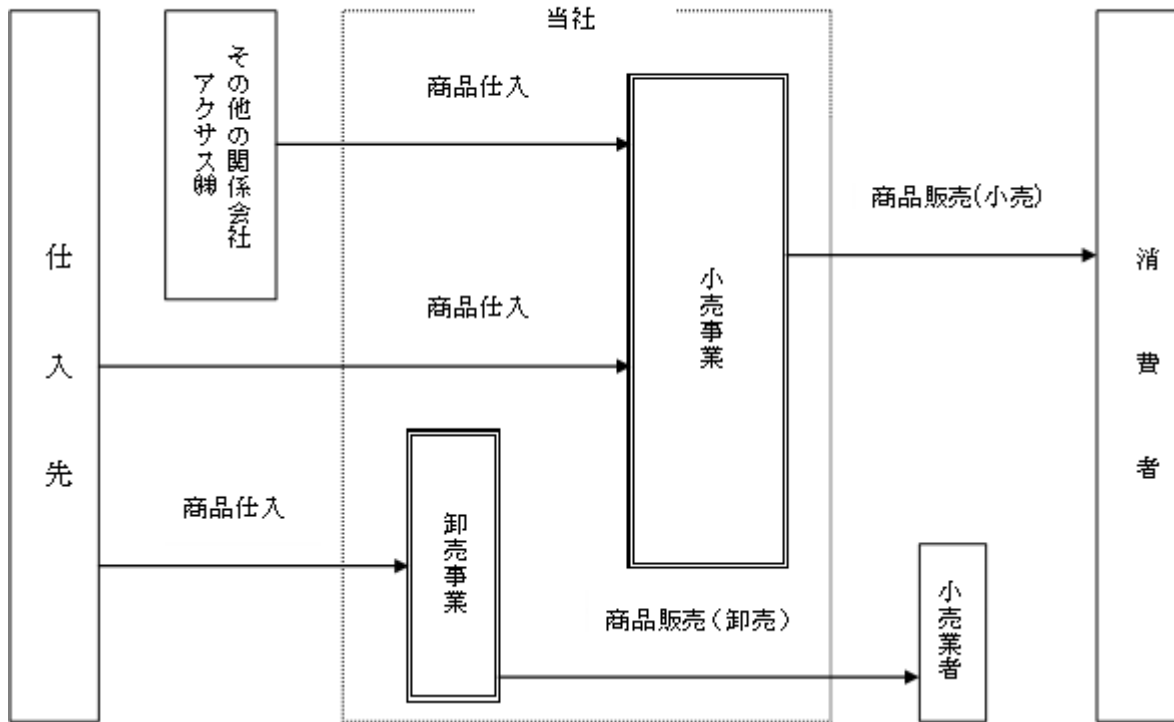 当社
その他の関係会社
アクサス㈱
商品仕入
商品販売(小売)
仕入先
商品仕入
小売事業
消費者
商品仕入
卸売事業
商品販売（卸売）
小売業者